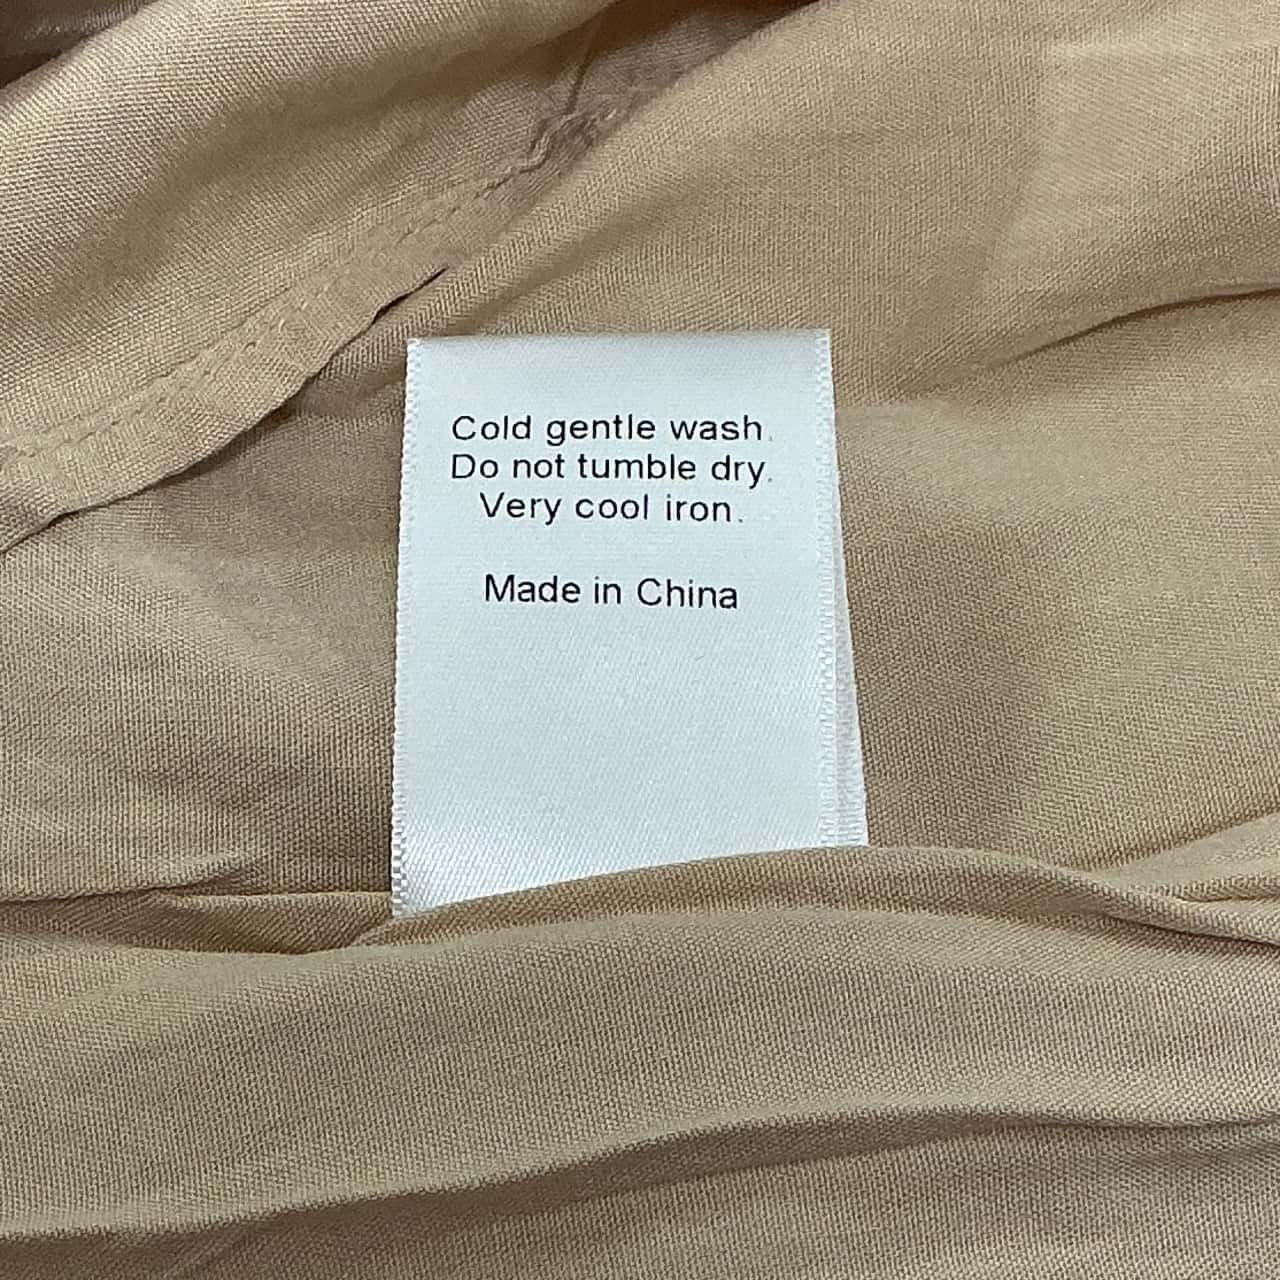 Cold gentle wash.
Do not tumble dry.
Very cool iron.
Made in China